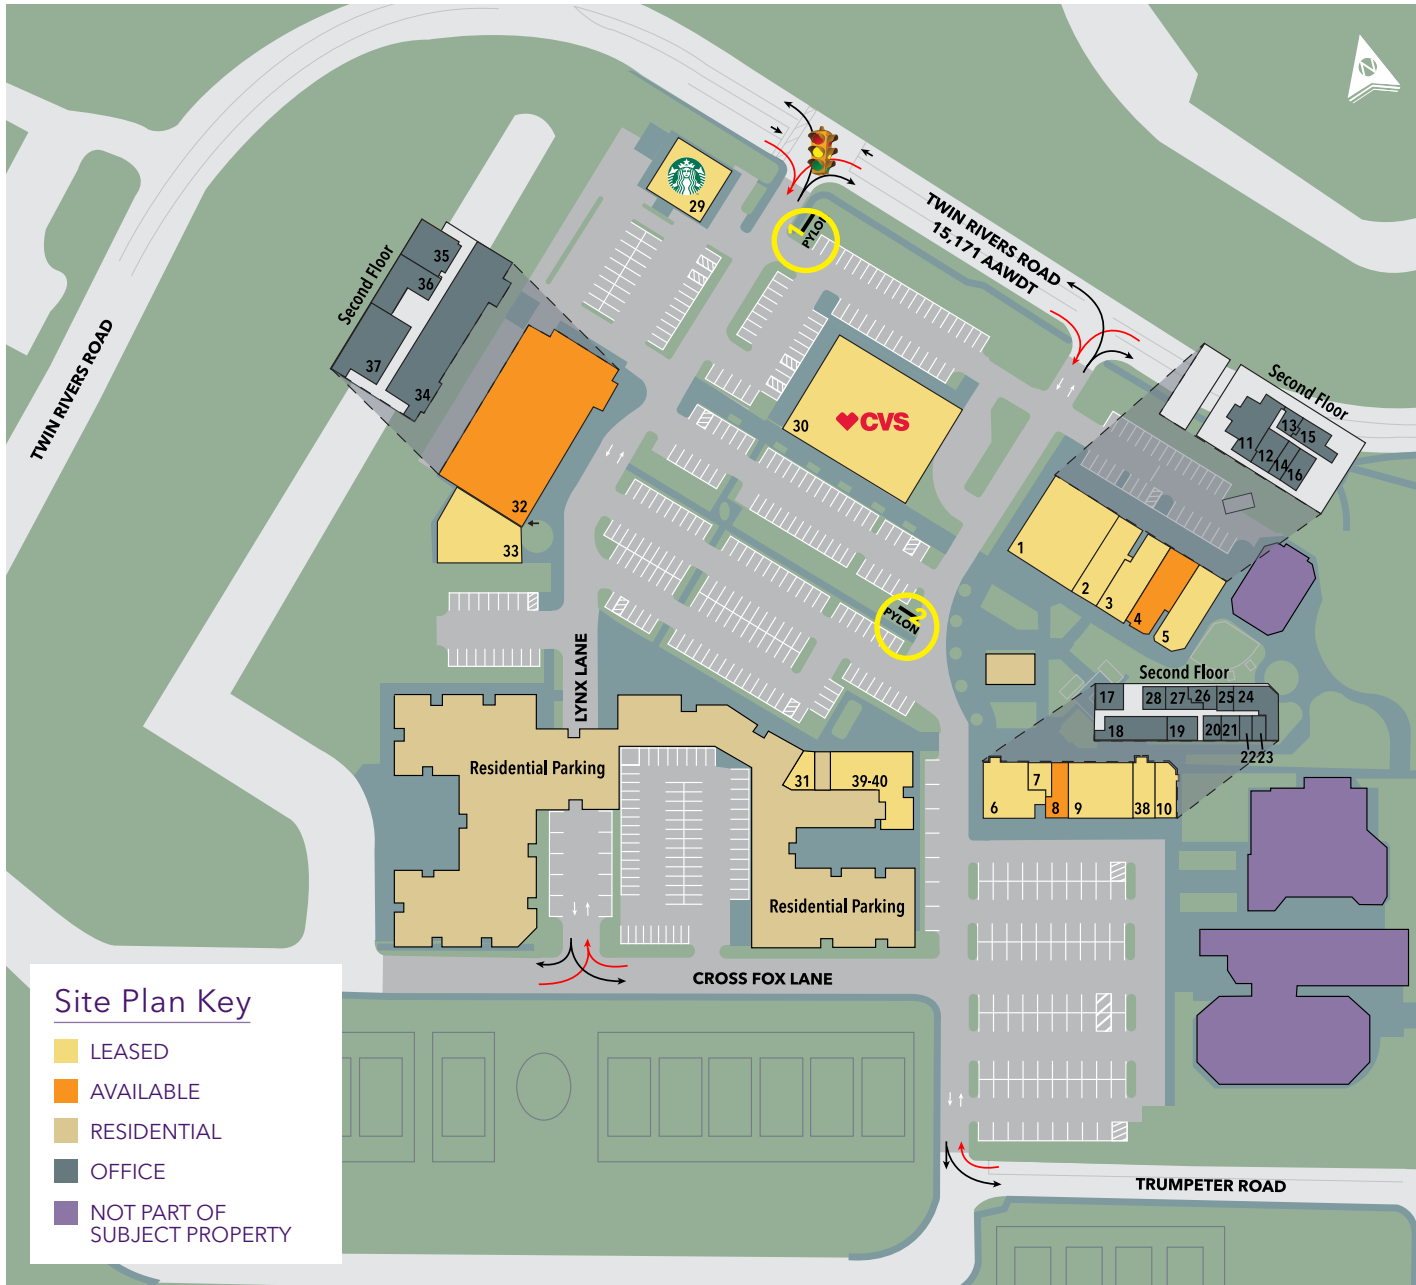 N
29
1
PYLON
TWIN RIVERS ROAD
15,171 AAWDT
Second Floor
35
36
37
34
TWIN RIVERS ROAD
32
33
30
CVS
Second Floor
13
15
11
12
14
16
1
2
3
4
5
2
PYLON
LYNX LANE
Second Floor
17
28
27
26
25
24
18
19
20
21
22
23
Residential Parking
31
39-40
6
7
8
9
38
10
Residential Parking
CROSS FOX LANE
TRUMPETER ROAD
Site Plan Key
LEASED
AVAILABLE
RESIDENTIAL
OFFICE
NOT PART OF
SUBJECT PROPERTY